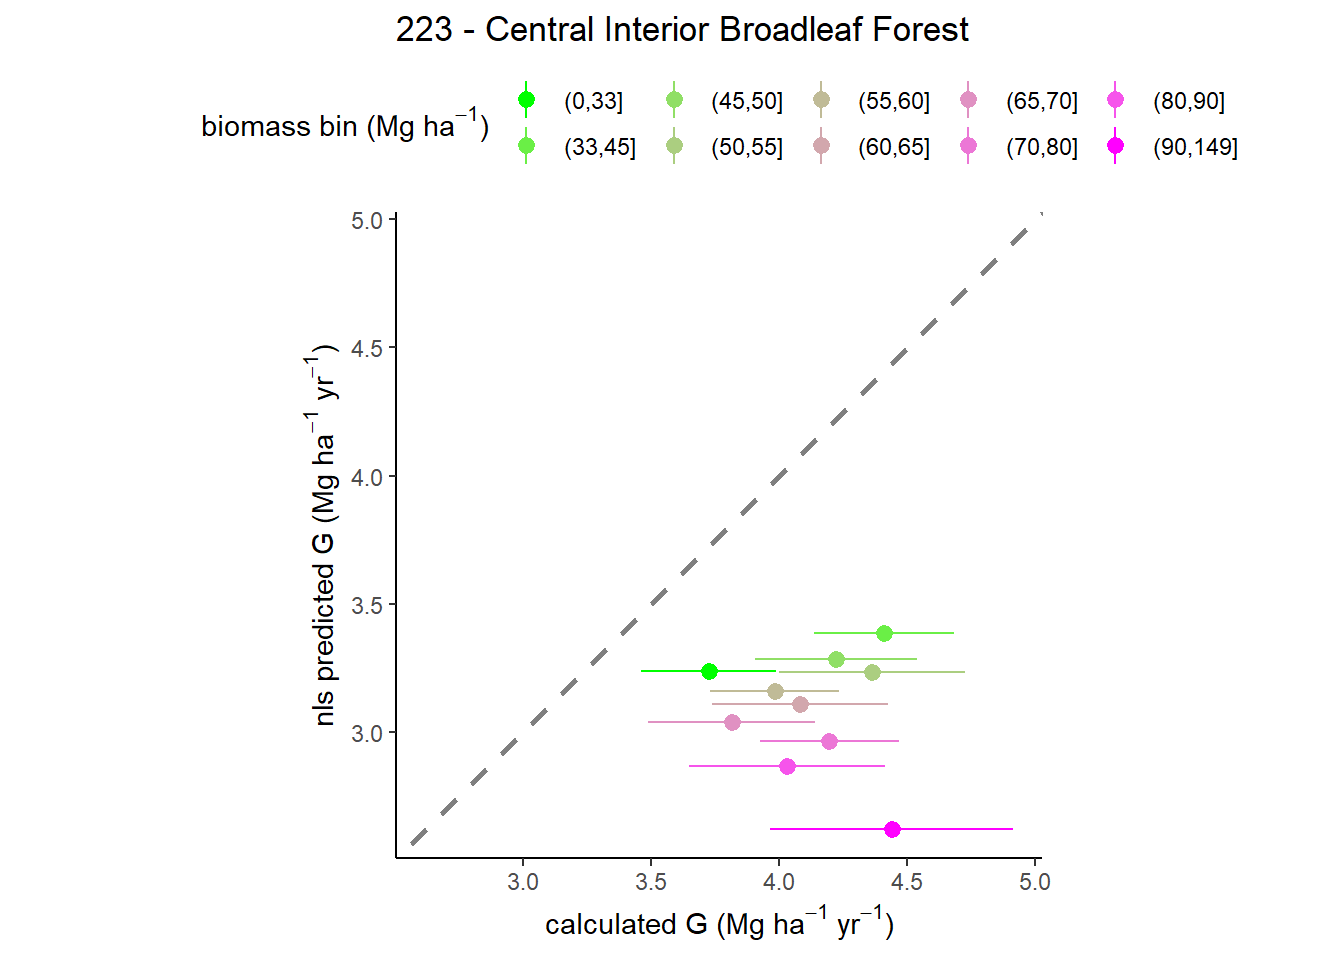 223 - Central Interior Broadleaf Forest
biomass bin (Mg ha⁻¹)
(0,33] (45,50] (55,60] (65,70] (80,90]
(33,45] (50,55] (60,65] (70,80] (90,149]
nls predicted G (Mg ha⁻¹ yr⁻¹)
5.0
4.5
4.0
3.5
3.0
3.0 3.5 4.0 4.5 5.0
calculated G (Mg ha⁻¹ yr⁻¹)